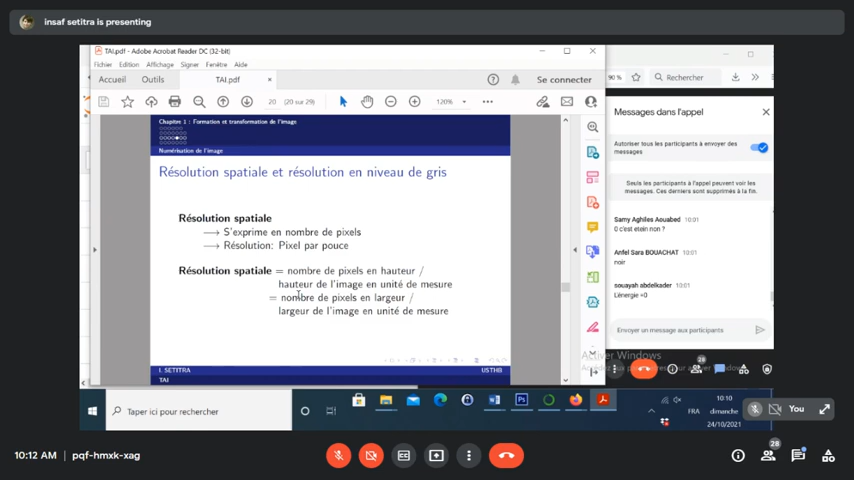 insaf setitra is presenting
TAI.pdf - Adobe Acrobat Reader DC (32-bit)
Fichier Edition Affichage Signer Fenêtre Aide
Accueil Outils TAI.pdf × Se connecter
20 (20 sur 29) 120%
90 % Rechercher
Chapitre 1 : Formation et transformation de l'image
Numérisation de l'image
Résolution spatiale et résolution en niveau de gris
Résolution spatiale
⟶ S'exprime en nombre de pixels
⟶ Résolution: Pixel par pouce
Résolution spatiale = nombre de pixels en hauteur /
hauteur de l'image en unité de mesure
= nombre de pixels en largeur /
largeur de l'image en unité de mesure
I. SETITRA USTHB
TAI
Messages dans l'appel
Autoriser tous les participants à envoyer des
messages
Seuls les participants à l'appel peuvent voir les
messages. Ces derniers sont supprimés à la fin.
Samy Aghiles Aouabed 10:01
0 c'est etein non ?
Anfel Sara BOUACHAT 10:01
noir
souayah abdelkader 10:01
L'énergie =0
Envoyer un message aux participants
Activer Windows
28
Taper ici pour rechercher
FRA
10:10
dimanche
24/10/2021
You
10:12 AM pqf-hmxk-xag
28